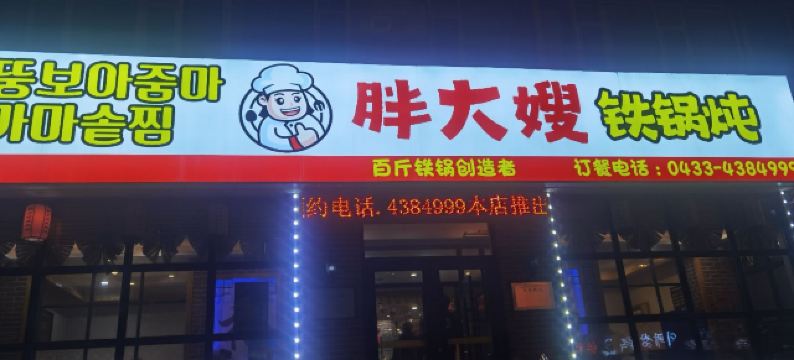 뚱보아줌마
가마솥찜
胖大嫂 铁锅炖
百斤铁锅创造者 订餐电话：0433-4384999
约电话.4384999本店推出